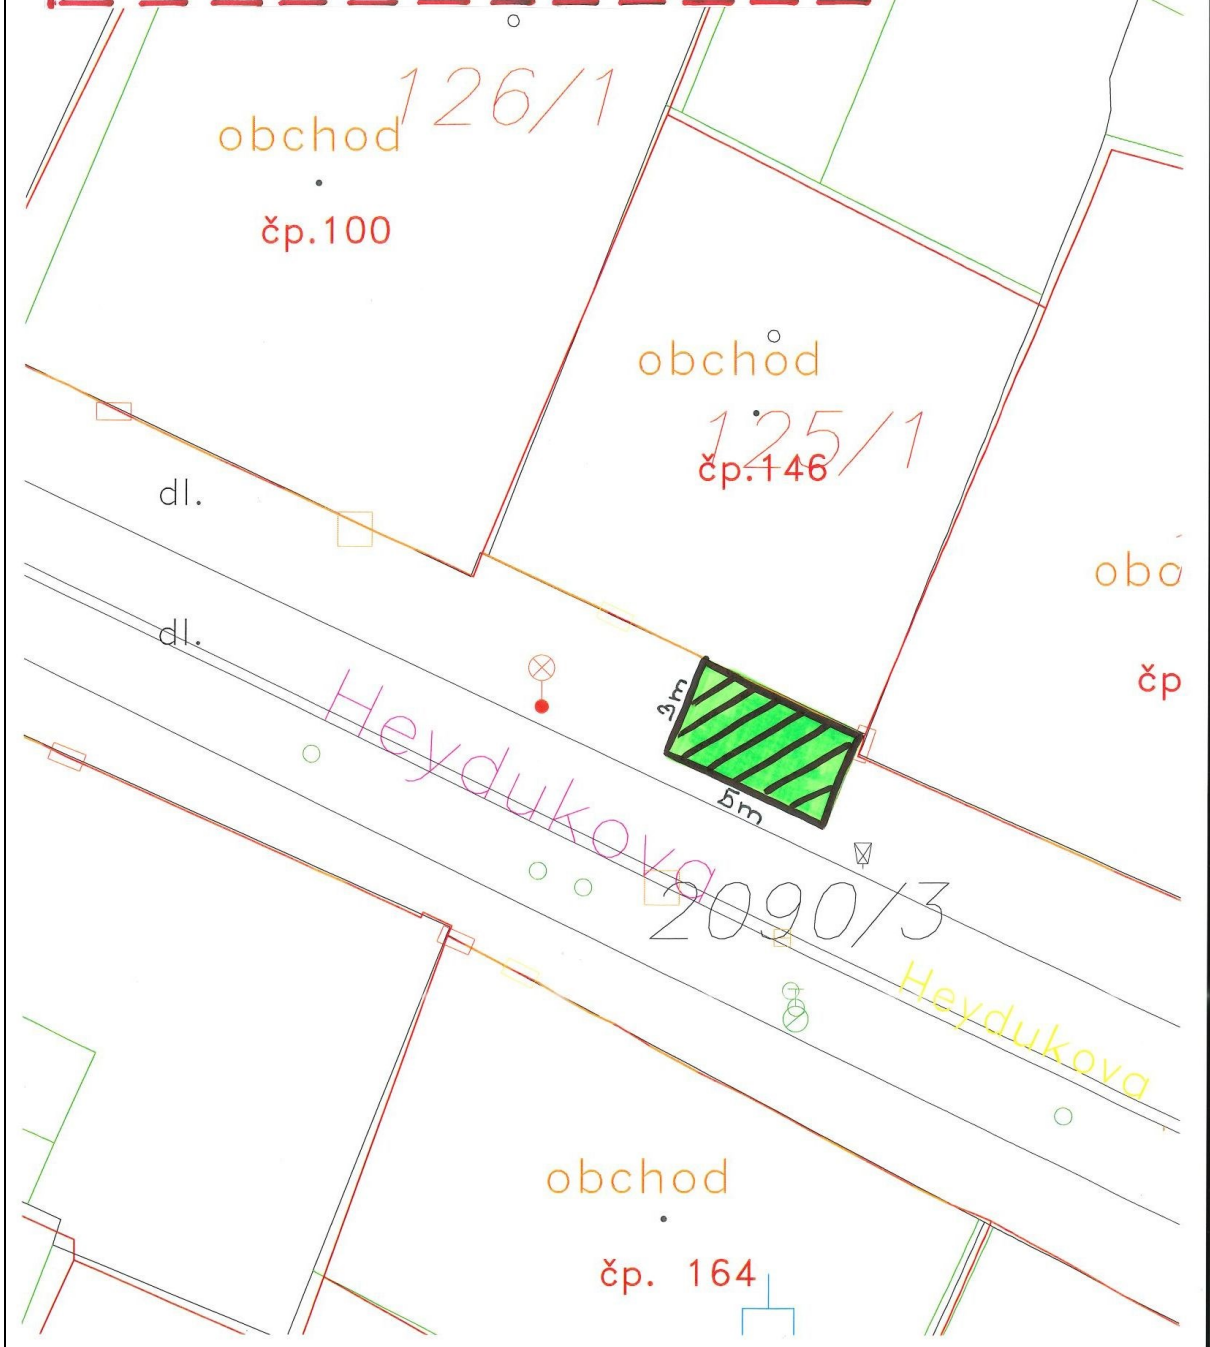 126/1
obchod
čp.100
obchod
125/1
čp.146
dl.
obc
dl.
čp
3m
Heydukova
5m
2090/3
Heydukova
obchod
čp. 164